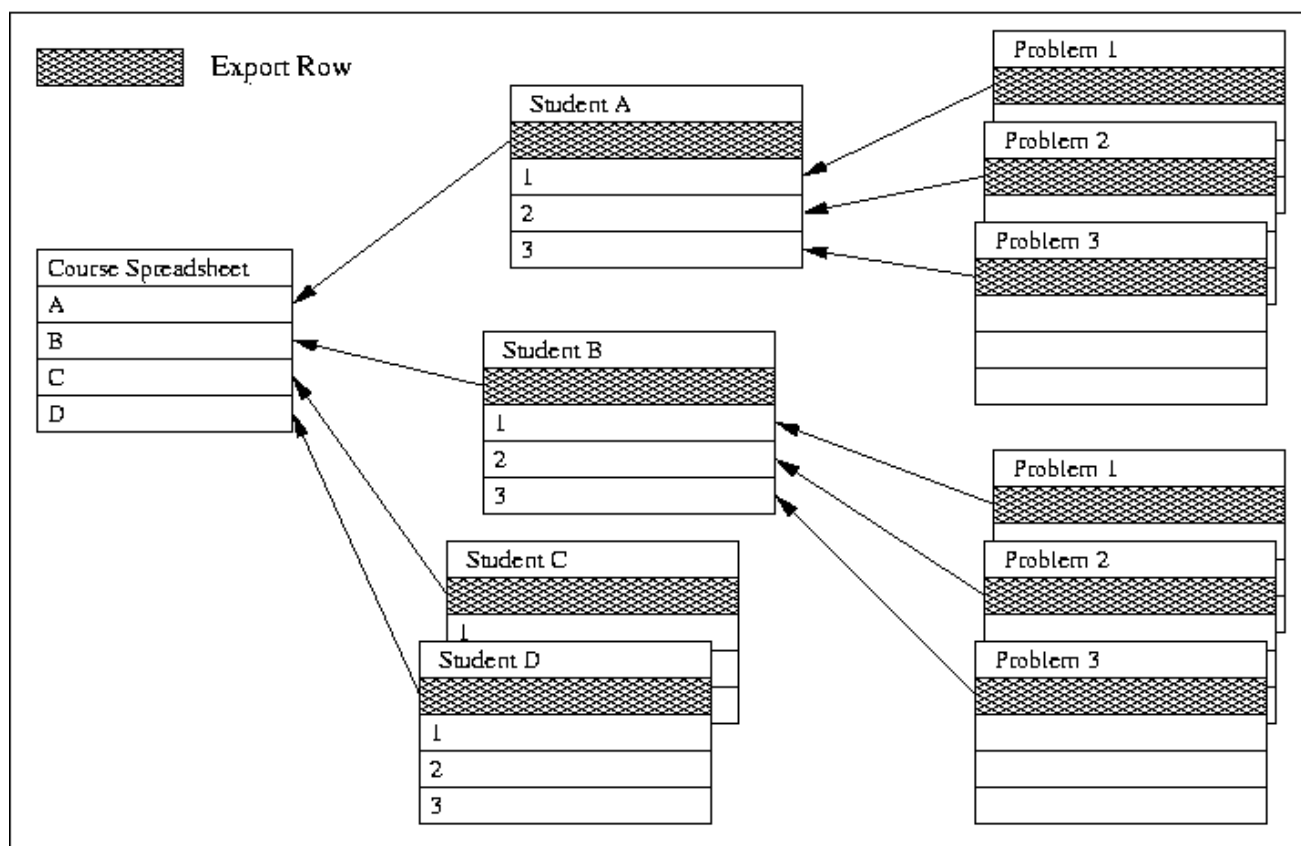 Export Row
Problem 1
Student A
1
2
3
Problem 2
Problem 3
Course Spreadsheet
A
B
C
D
Student B
1
2
3
Problem 1
Problem 2
Problem 3
Student C
1
Student D
1
2
3